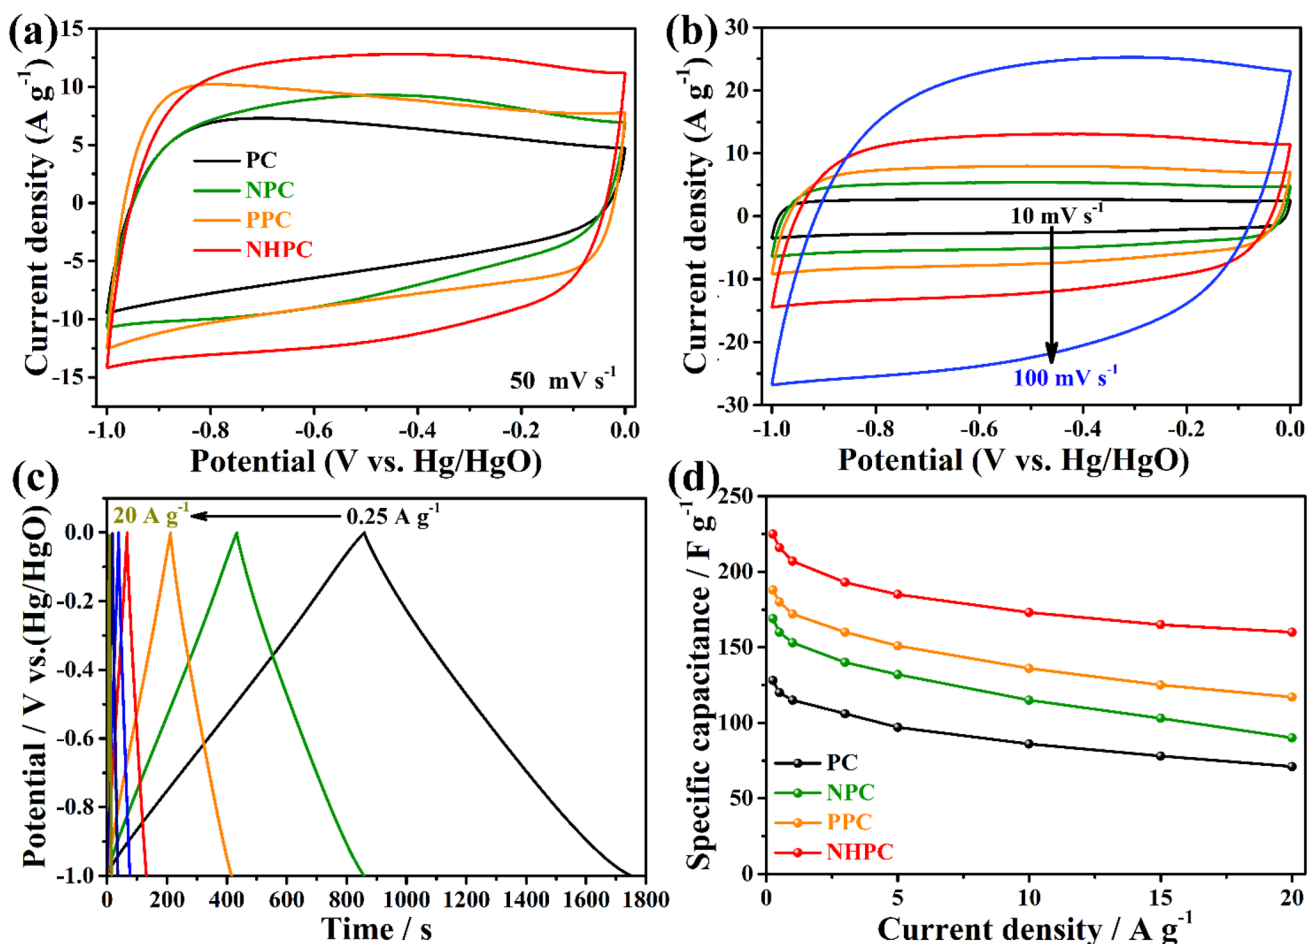 (a)
15
10
5
0
-5
-10
-15
Current density (A g⁻¹)
PC
NPC
PPC
NHPC
50 mV s⁻¹
-1.0 -0.8 -0.6 -0.4 -0.2 0.0
Potential (V vs. Hg/HgO)
(b)
30
20
10
0
-10
-20
-30
Current density (A g⁻¹)
10 mV s⁻¹
100 mV s⁻¹
-1.0 -0.8 -0.6 -0.4 -0.2 0.0
Potential (V vs. Hg/HgO)
(c)
20 A g⁻¹ 0.25 A g⁻¹
0.0
-0.2
-0.4
-0.6
-0.8
-1.0
Potential / V vs.(Hg/HgO)
0 200 400 600 800 1000 1200 1400 1600 1800
Time / s
(d)
250
225
200
175
150
125
100
75
50
25
0
Specific capacitance / F g⁻¹
PC
NPC
PPC
NHPC
0 5 10 15 20
Current density / A g⁻¹